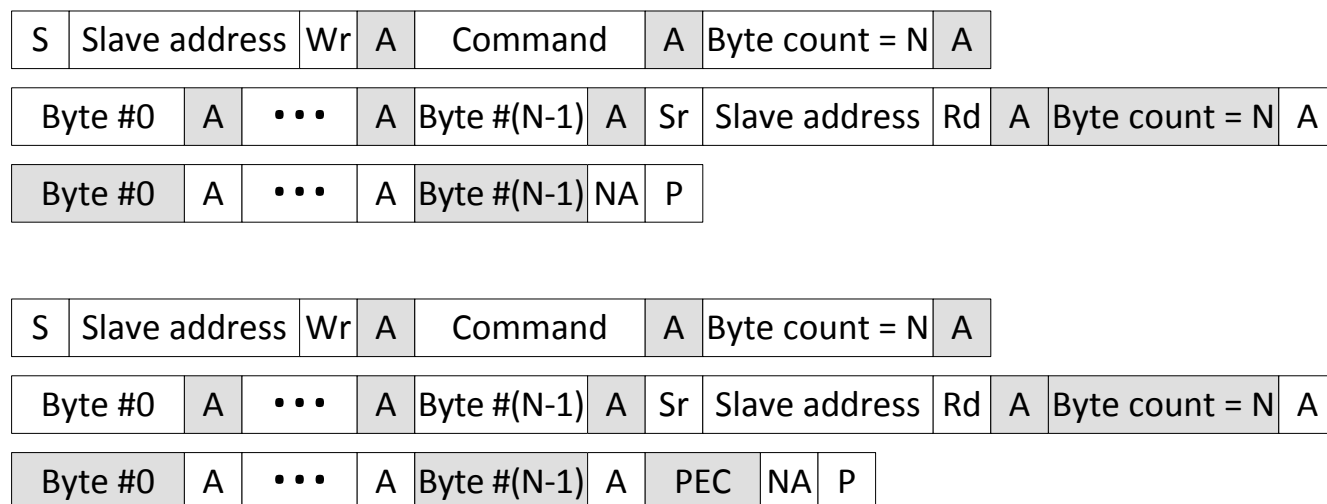 S Slave address Wr A Command A Byte count = N A
Byte #0 A • • • A Byte #(N-1) A Sr Slave address Rd A Byte count = N A
Byte #0 A • • • A Byte #(N-1) NA P
S Slave address Wr A Command A Byte count = N A
Byte #0 A • • • A Byte #(N-1) A Sr Slave address Rd A Byte count = N A
Byte #0 A • • • A Byte #(N-1) A PEC NA P